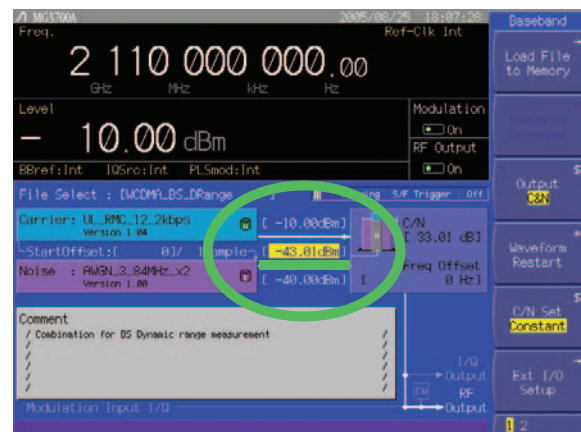 MG3700A 2005/08/25 18:07:28
Freq. Ref-Clk Int
2 110 000 000.00
GHz MHz kHz Hz
Level
- 10.00 dBm
Modulation
On
RF Output
On
BBref:Int IQSrc:Int PLSmod:Int
File Select : [WCDMA_BS_DRange ] S/F Trigger : Off
Carrier: UL_RMC_12_2kbps [ -10.00dBm] C/N
Version 1.04 [ 33.01 dB]
StartOffset:[ 0]/ [ -43.01dBm]
Noise : AWGN_3_84MHz_x2 [ -40.00dBm] Freq Offset
Version 1.00 [ 0 Hz]
Comment
/ Combination for BS Dynamic range measurement /
/ /
/ /
/ /
/ /
I/Q
Output
CW RF
Output
Modulation Input I/Q
Baseband
Load File
to Memory
Output
C&N
Waveform
Restart
C/N Set
Constant
Ext I/O
Setup
1 2